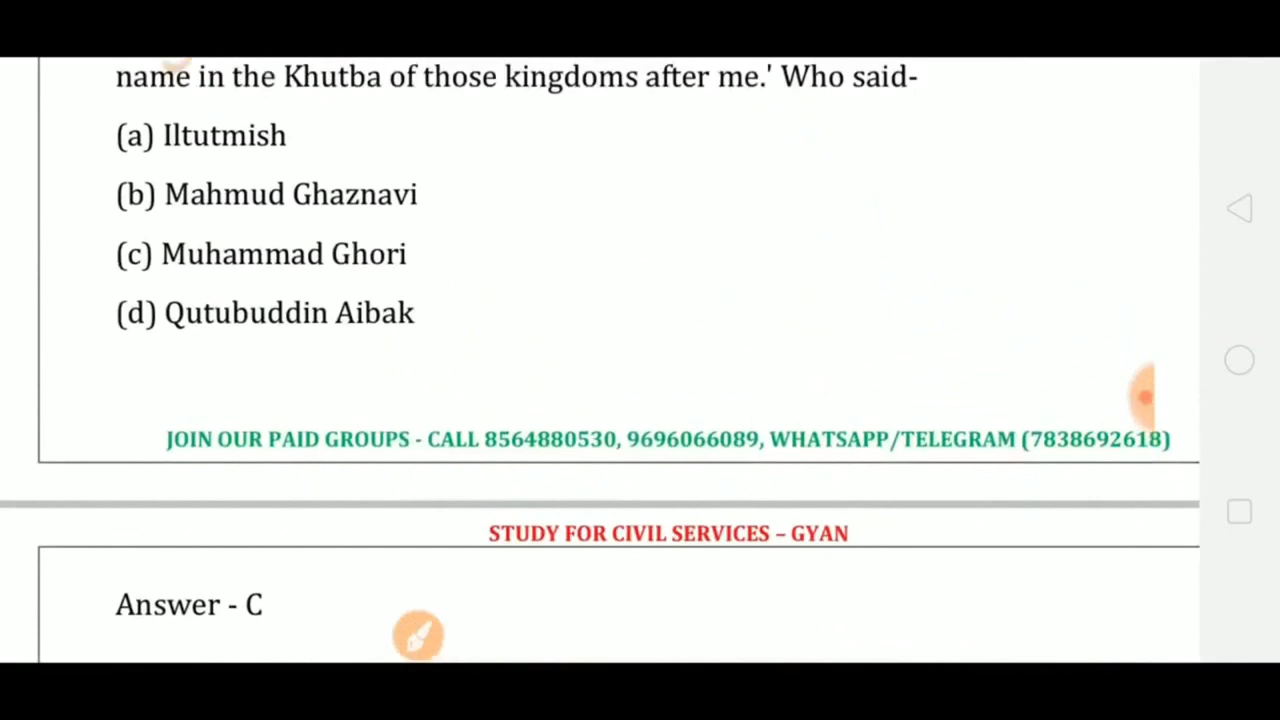 name in the Khutba of those kingdoms after me.' Who said-
(a) Iltutmish
(b) Mahmud Ghaznavi
(c) Muhammad Ghori
(d) Qutubuddin Aibak
JOIN OUR PAID GROUPS - CALL 8564880530, 9696066089, WHATSAPP/TELEGRAM (7838692618)
STUDY FOR CIVIL SERVICES – GYAN
Answer - C